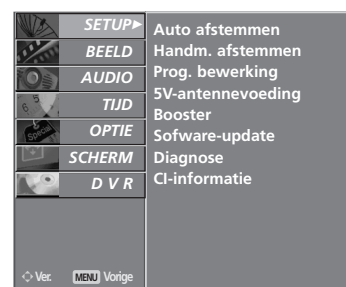 SETUP►
BEELD
AUDIO
TIJD
OPTIE
Special
SCHERM
D V R
Auto afstemmen
Handm. afstemmen
Prog. bewerking
5V-antennevoeding
Booster
Sofware-update
Diagnose
CI-informatie
Ver. MENU Vorige